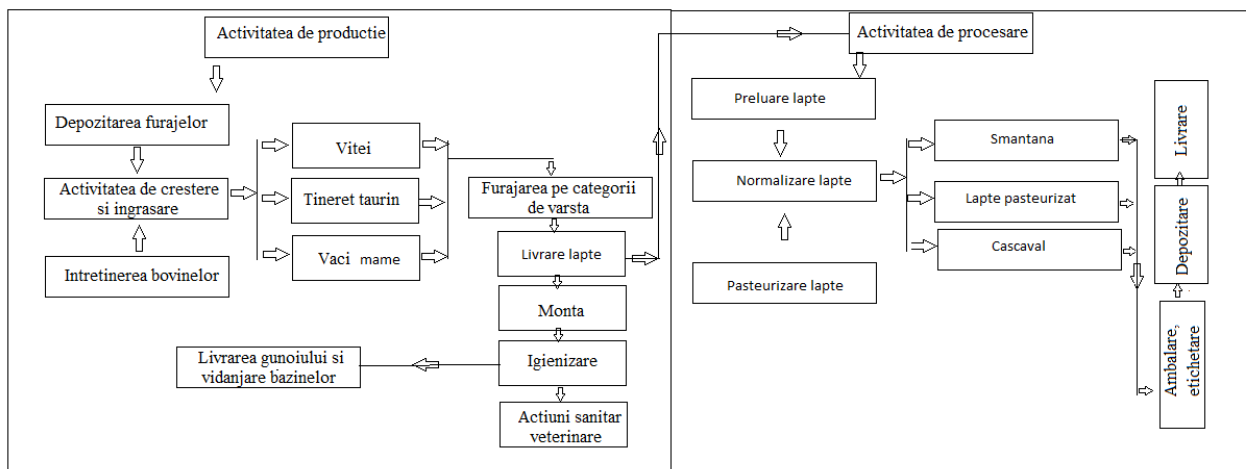 Activitatea de productie
Depozitarea furajelor
Activitatea de crestere
si ingrasare
Intretinerea bovinelor
Vitei
Tineret taurin
Vaci mame
Furajarea pe categorii
de varsta
Livrare lapte
Monta
Igienizare
Livrarea gunoiului si
vidanjare bazinelor
Actiuni sanitar
veterinare
Activitatea de procesare
Preluare lapte
Normalizare lapte
Pasteurizare lapte
Smantana
Lapte pasteurizat
Cascaval
Ambalare,
etichetare
Depozitare
Livrare